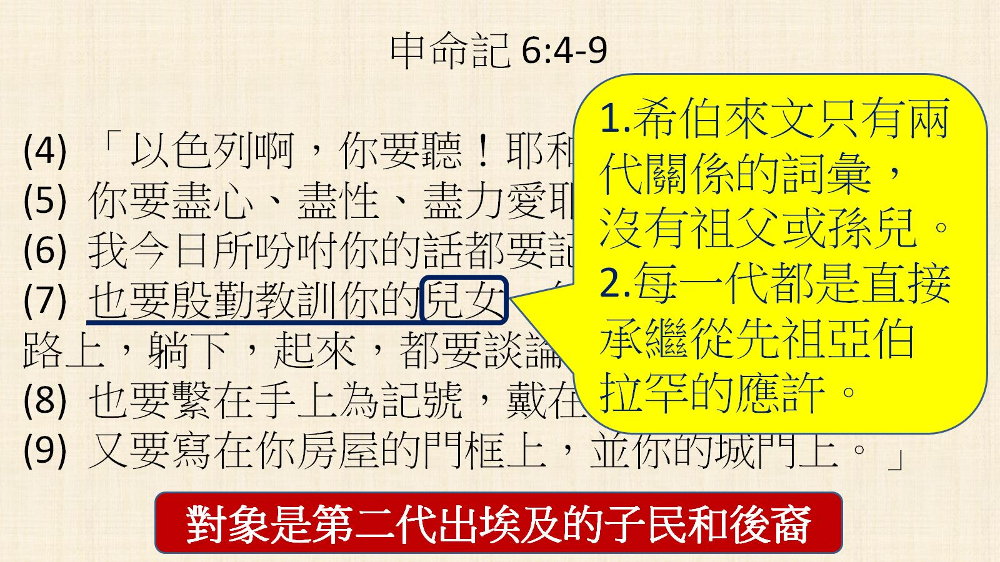 申命記 6:4-9
(4) 「以色列啊，你要聽！耶和
(5) 你要盡心、盡性、盡力愛耶
(6) 我今日所吩咐你的話都要記
(7) 也要殷勤教訓你的兒女
路上，躺下，起來，都要談論
(8) 也要繫在手上為記號，戴在
(9) 又要寫在你房屋的門框上，並你的城門上。」
1.希伯來文只有兩
代關係的詞彙，
沒有祖父或孫兒。
2.每一代都是直接
承繼從先祖亞伯
拉罕的應許。
對象是第二代出埃及的子民和後裔